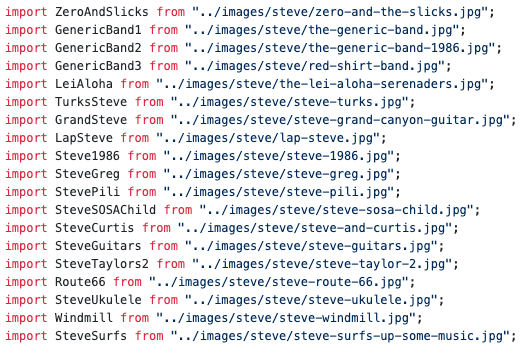 import ZeroAndSlicks from "../images/steve/zero-and-the-slicks.jpg";
import GenericBand1 from "../images/steve/the-generic-band.jpg";
import GenericBand2 from "../images/steve/the-generic-band-1986.jpg";
import GenericBand3 from "../images/steve/red-shirt-band.jpg";
import LeiAloha from "../images/steve/the-lei-aloha-serenaders.jpg";
import TurksSteve from "../images/steve/steve-turks.jpg";
import GrandSteve from "../images/steve/steve-grand-canyon-guitar.jpg";
import LapSteve from "../images/steve/lap-steve.jpg";
import Steve1986 from "../images/steve/steve-1986.jpg";
import SteveGreg from "../images/steve/steve-greg.jpg";
import StevePili from "../images/steve/steve-pili.jpg";
import SteveSOSAChild from "../images/steve/steve-sosa-child.jpg";
import SteveCurtis from "../images/steve/steve-and-curtis.jpg";
import SteveGuitars from "../images/steve/steve-guitars.jpg";
import SteveTaylors2 from "../images/steve/steve-taylor-2.jpg";
import Route66 from "../images/steve/steve-route-66.jpg";
import SteveUkulele from "../images/steve/steve-ukulele.jpg";
import Windmill from "../images/steve/steve-windmill.jpg";
import SteveSurfs from "../images/steve/steve-surfs-up-some-music.jpg";